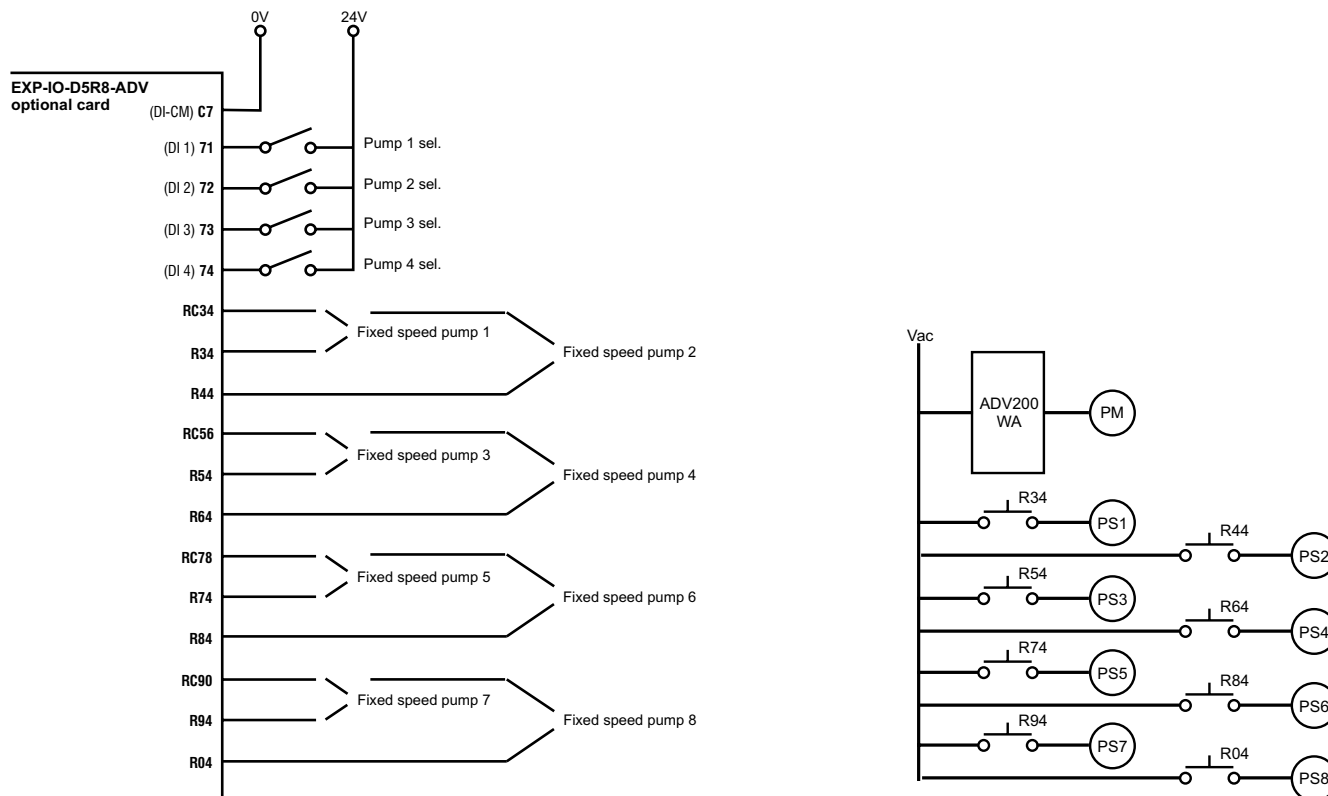 0V 24V
EXP-IO-D5R8-ADV
optional card
(DI-CM) C7
(DI 1) 71 Pump 1 sel.
(DI 2) 72 Pump 2 sel.
(DI 3) 73 Pump 3 sel.
(DI 4) 74 Pump 4 sel.
RC34
Fixed speed pump 1
R34
Fixed speed pump 2
R44
RC56
Fixed speed pump 3
R54
Fixed speed pump 4
R64
RC78
Fixed speed pump 5
R74
Fixed speed pump 6
R84
RC90
Fixed speed pump 7
R94
Fixed speed pump 8
R04
Vac
ADV200
WA
PM
R34
PS1
R44
PS2
R54
PS3
R64
PS4
R74
PS5
R84
PS6
R94
PS7
R04
PS8